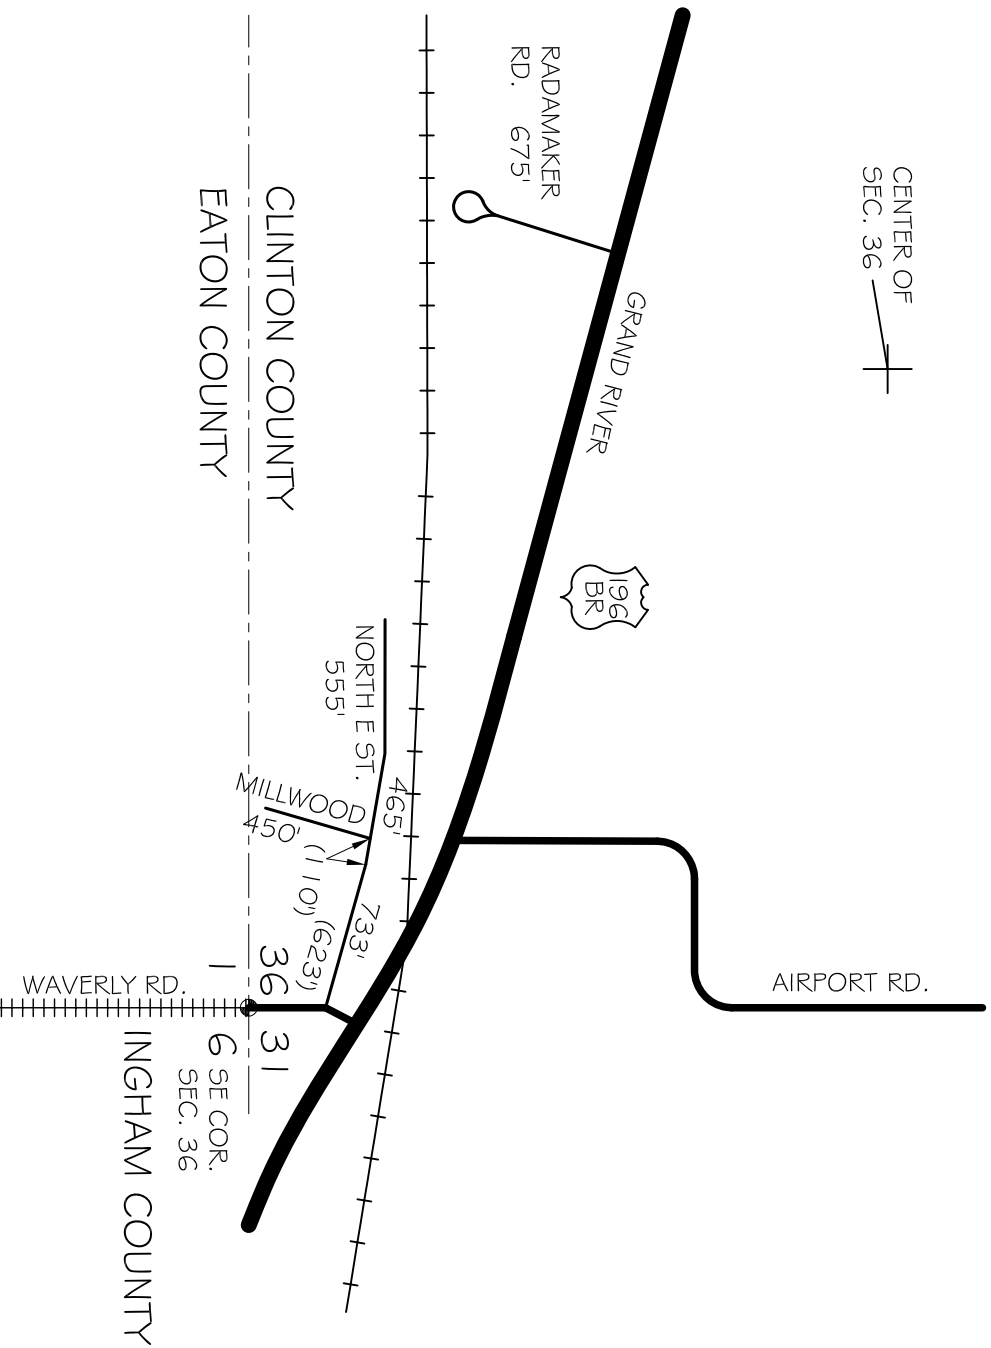 CENTER OF
SEC. 36
RADAMAKER
RD. 675'
GRAND RIVER
196
BR
CLINTON COUNTY
EATON COUNTY
NORTH E ST.
555'
465'
MILLWOOD
450'
(110')
(623')
733'
AIRPORT RD.
WAVERLY RD.
36
31
1
6
SE COR.
SEC. 36
INGHAM COUNTY